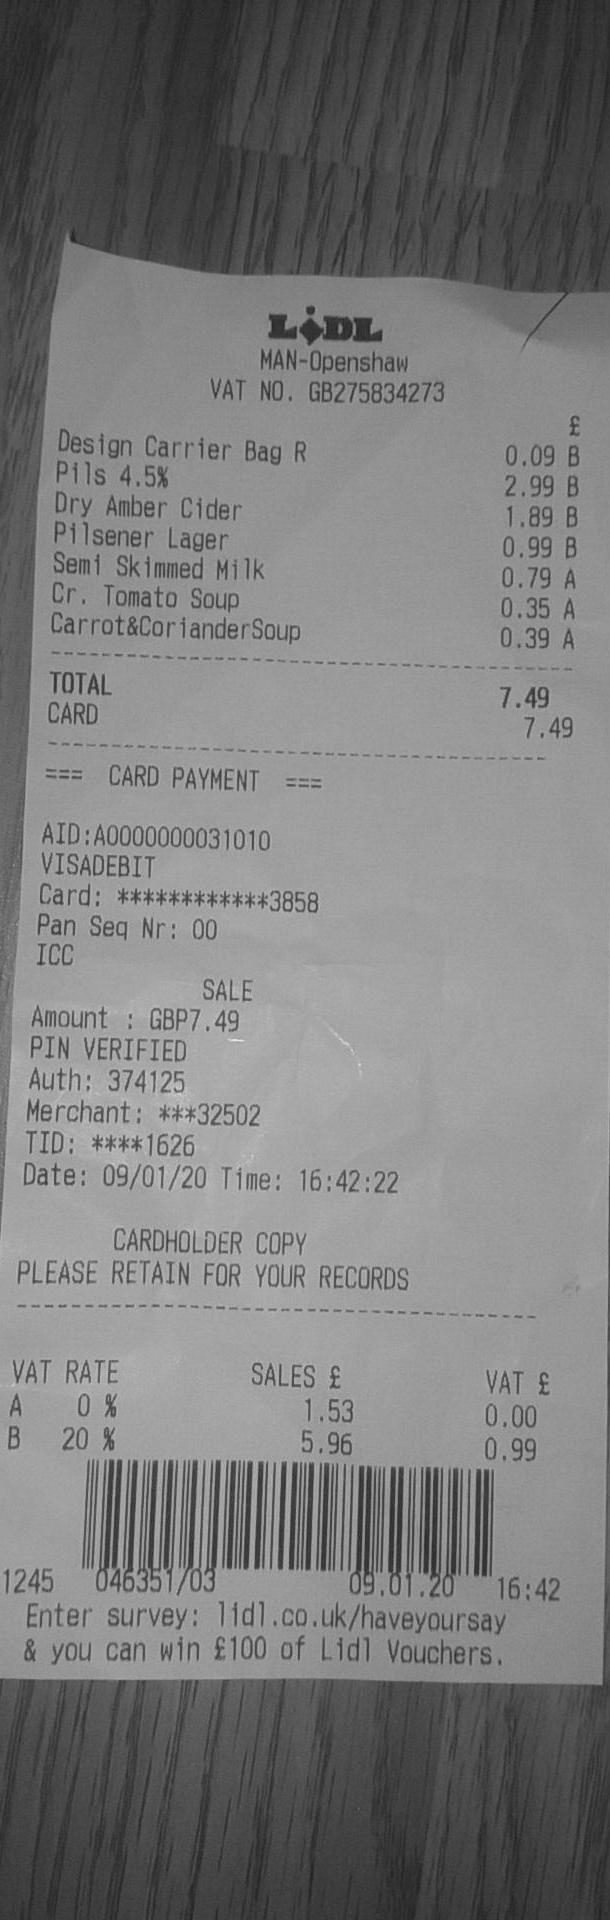 LIDL
MAN-Openshaw
VAT NO. GB275834273
£
Design Carrier Bag R 0.09 B
Pils 4.5% 2.99 B
Dry Amber Cider 1.89 B
Pilsener Lager 0.99 B
Semi Skimmed Milk 0.79 A
Cr. Tomato Soup 0.35 A
Carrot&CorianderSoup 0.39 A
TOTAL 7.49
CARD 7.49
=== CARD PAYMENT ===
AID:A0000000031010
VISADEBIT
Card: ************3858
Pan Seq Nr: 00
ICC
SALE
Amount : GBP7.49
PIN VERIFIED
Auth: 374125
Merchant: ***32502
TID: ****1626
Date: 09/01/20 Time: 16:42:22
CARDHOLDER COPY
PLEASE RETAIN FOR YOUR RECORDS
VAT RATE SALES £ VAT £
A 0 % 1.53 0.00
B 20 % 5.96 0.99
1245 046351/03 09.01.20 16:42
Enter survey: lidl.co.uk/haveyoursay
& you can win £100 of Lidl Vouchers.